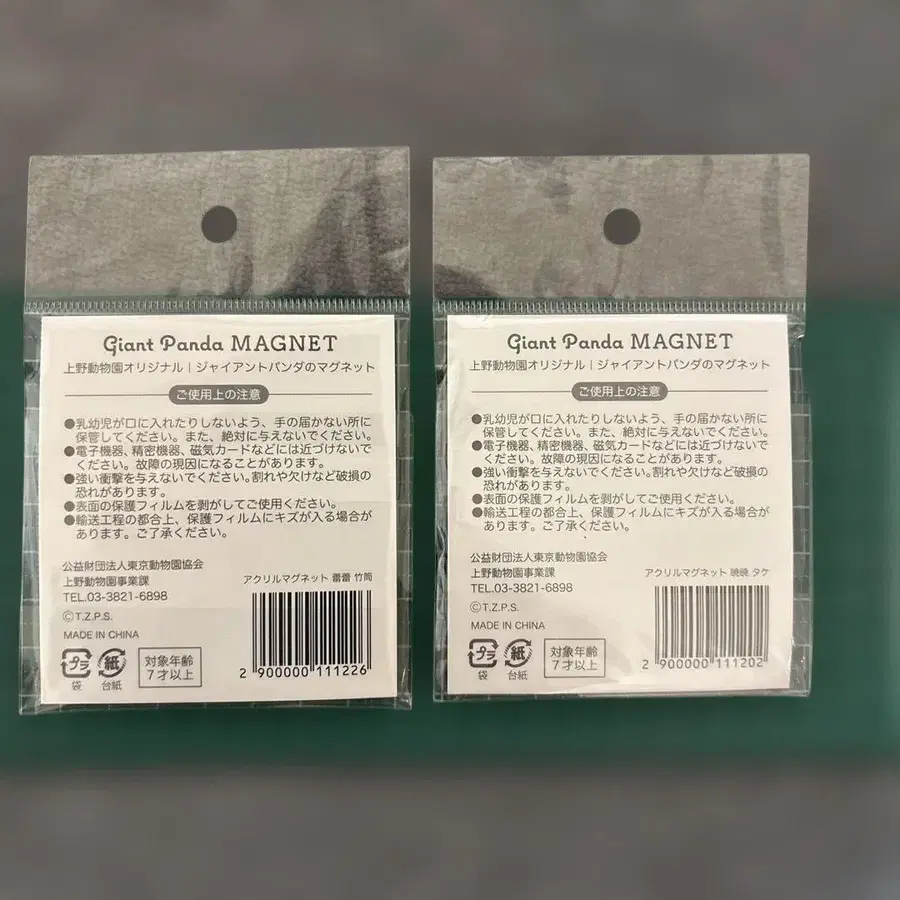 Giant Panda MAGNET
上野動物園オリジナル｜ジャイアントパンダのマグネット
ご使用上の注意
●乳幼児が口に入れたりしないよう、手の届かない所に
保管してください。また、絶対に与えないでください。
●電子機器、精密機器、磁気カードなどには近づけないで
ください。故障の現因になることがあります。
●強い衝撃を与えないでください。割れや欠けなど破損の
恐れがあります。
●表面の保護フィルムを剥がしてご使用ください。
●輸送工程の都合上、保護フィルムにキズが入る場合が
あります。ご了承ください。
公益財団法人東京動物園協会
上野動物園事業課
アクリルマグネット 蕾蕾 竹筒
TEL.03-3821-6898
©T.Z.P.S.
MADE IN CHINA
プラ
袋
紙
台紙
対象年齢
7才以上
2 900000 111226
Giant Panda MAGNET
上野動物園オリジナル｜ジャイアントパンダのマグネット
ご使用上の注意
●乳幼児が口に入れたりしないよう、手の届かない所に
保管してください。また、絶対に与えないでください。
●電子機器、精密機器、磁気カードなどには近づけないで
ください。故障の現因になることがあります。
●強い衝撃を与えないでください。割れや欠けなど破損の
恐れがあります。
●表面の保護フィルムを剥がしてご使用ください。
●輸送工程の都合上、保護フィルムにキズが入る場合が
あります。ご了承ください。
公益財団法人東京動物園協会
上野動物園事業課
アクリルマグネット 暁暁 タケ
TEL.03-3821-6898
©T.Z.P.S.
MADE IN CHINA
プラ
袋
紙
台紙
対象年齢
7才以上
2 900000 111202